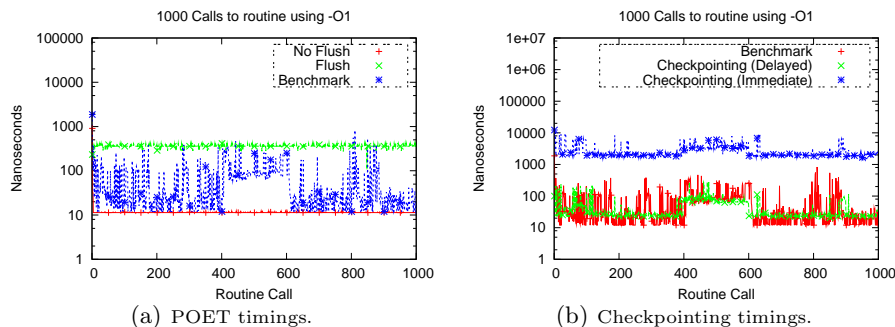 1000 Calls to routine using -O1
100000
10000
1000
100
10
1
Nanoseconds
No Flush
Flush
Benchmark
0 200 400 600 800 1000
Routine Call
(a) POET timings.
1000 Calls to routine using -O1
1e+07
1e+06
100000
10000
1000
100
10
1
Nanoseconds
Benchmark
Checkpointing (Delayed)
Checkpointing (Immediate)
0 200 400 600 800 1000
Routine Call
(b) Checkpointing timings.